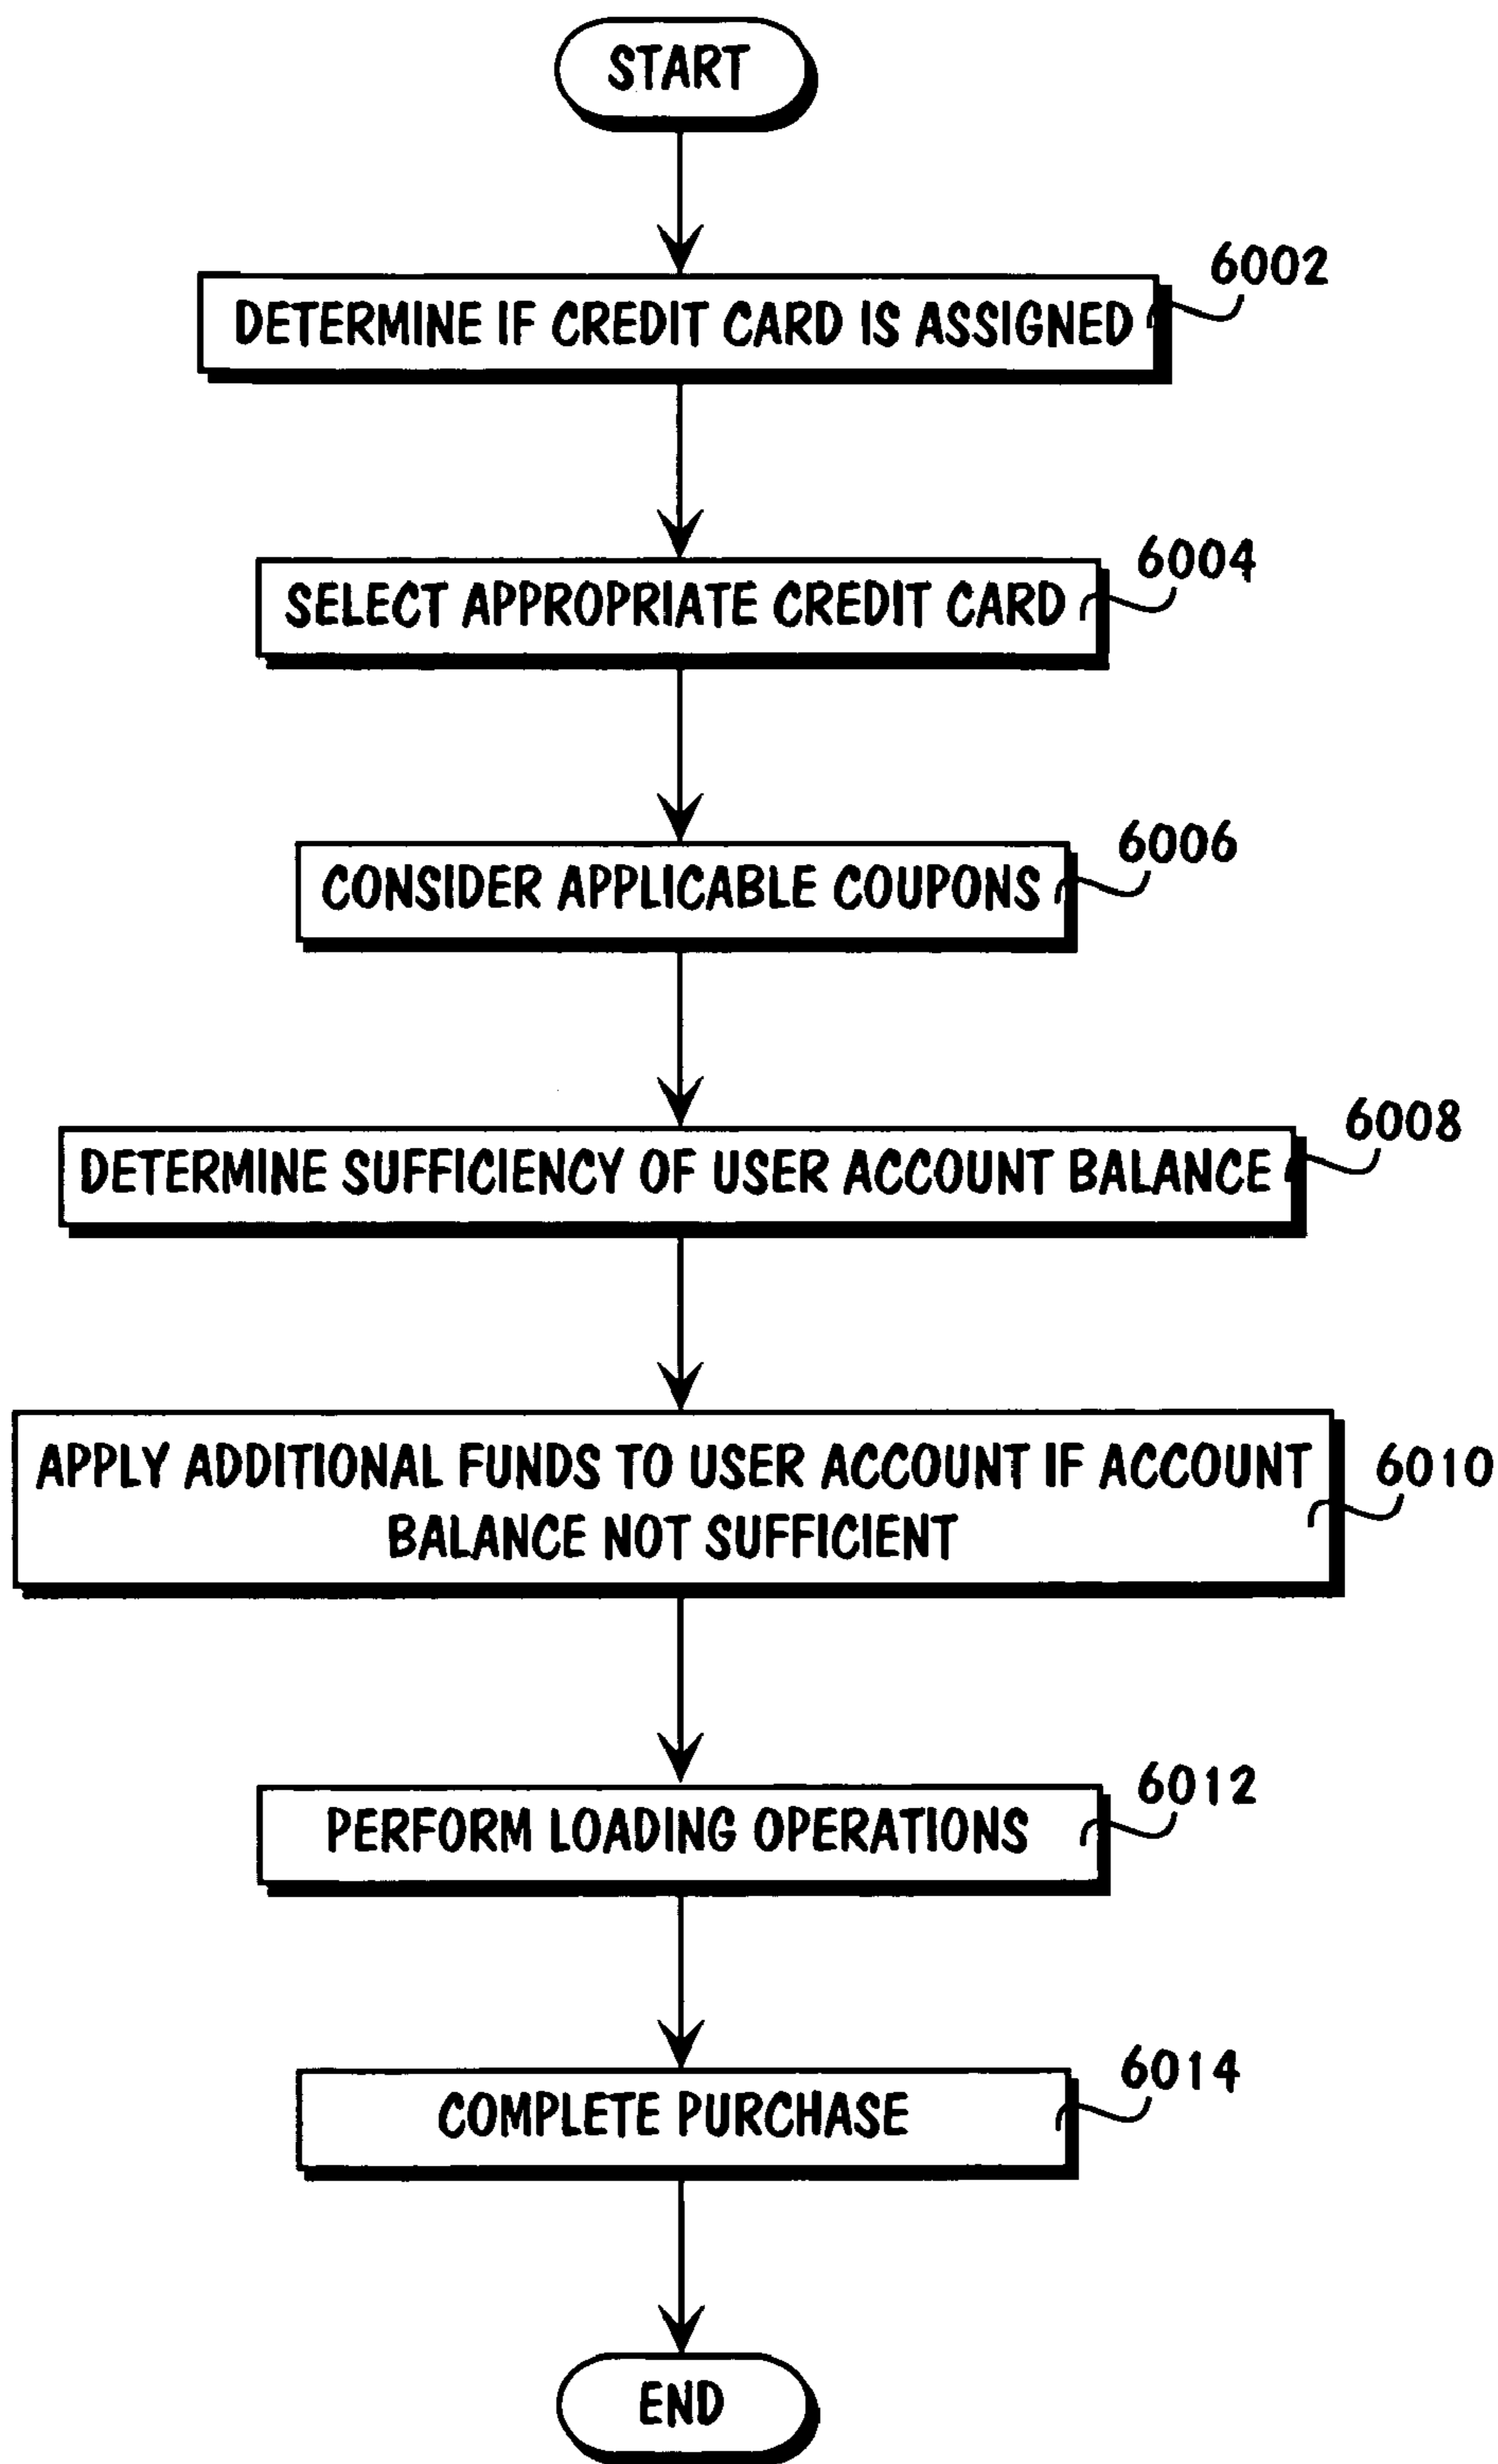 START
DETERMINE IF CREDIT CARD IS ASSIGNED
6002
SELECT APPROPRIATE CREDIT CARD
6004
CONSIDER APPLICABLE COUPONS
6006
DETERMINE SUFFICIENCY OF USER ACCOUNT BALANCE
6008
APPLY ADDITIONAL FUNDS TO USER ACCOUNT IF ACCOUNT
BALANCE NOT SUFFICIENT
6010
PERFORM LOADING OPERATIONS
6012
COMPLETE PURCHASE
6014
END